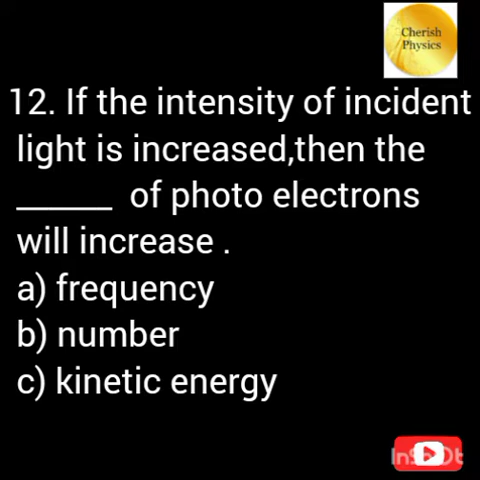 Cherish
Physics
12. If the intensity of incident
light is increased,then the
______ of photo electrons
will increase .
a) frequency
b) number
c) kinetic energy